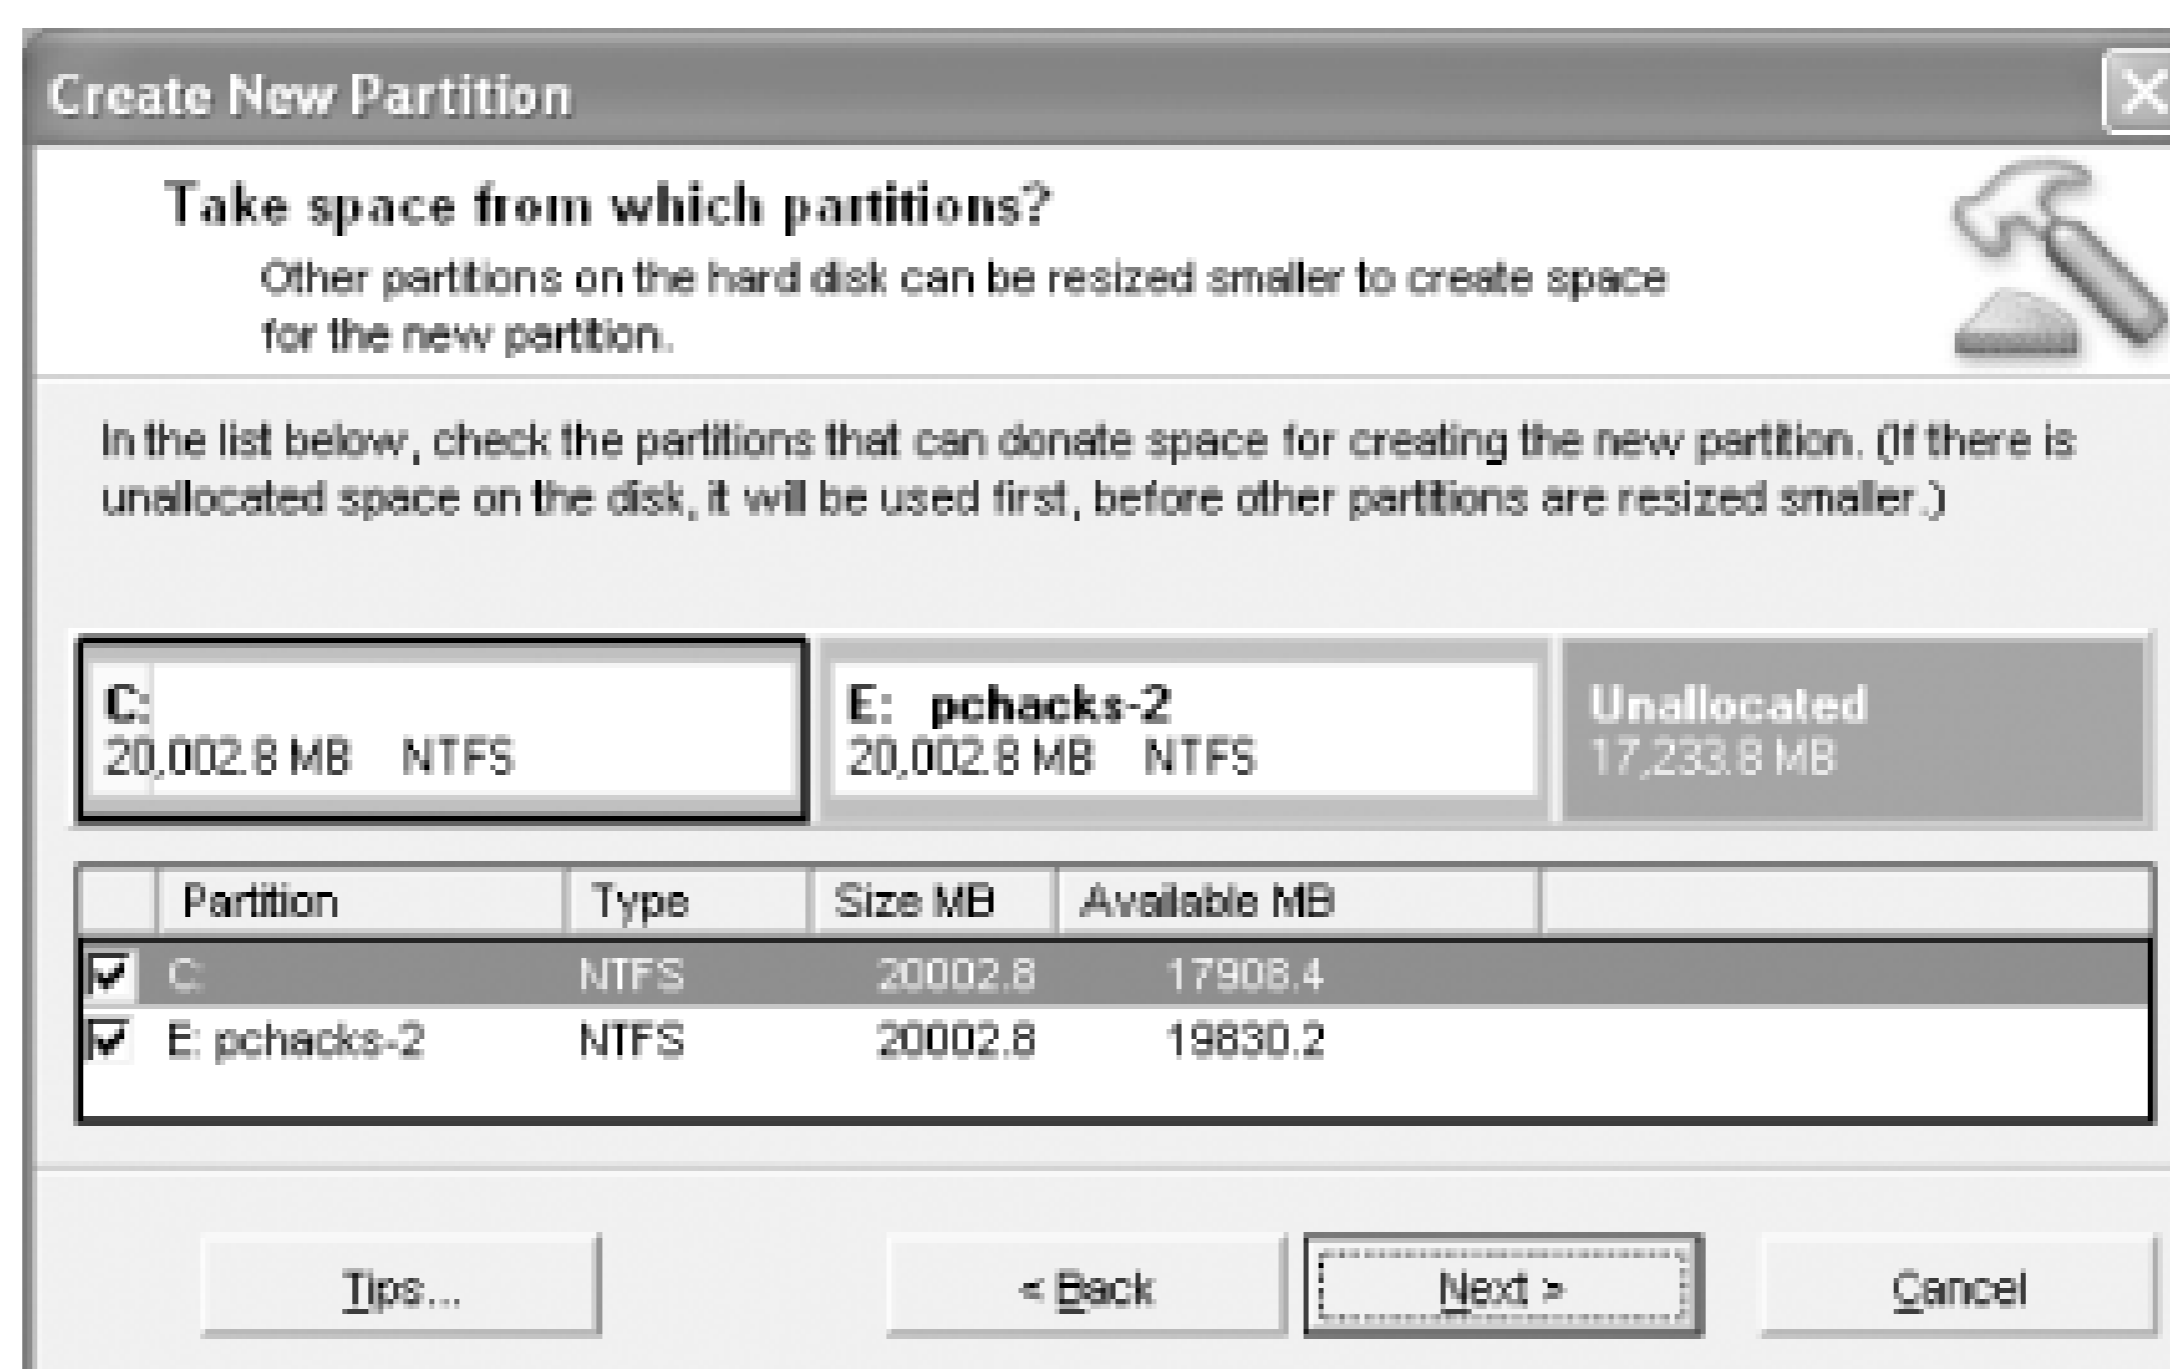 Create New Partition
Take space from which partitions?
Other partitions on the hard disk can be resized smaller to create space
for the new partition.
In the list below, check the partitions that can donate space for creating the new partition. (If there is
unallocated space on the disk, it will be used first, before other partitions are resized smaller.)
C: E: pchacks-2 Unallocated
20,002.8 MB NTFS 20,002.8 MB NTFS 17,233.8 MB
Partition Type Size MB Available MB
C: NTFS 20002.8 17908.4
E: pchacks-2 NTFS 20002.8 19830.2
Tips... < Back Next > Cancel